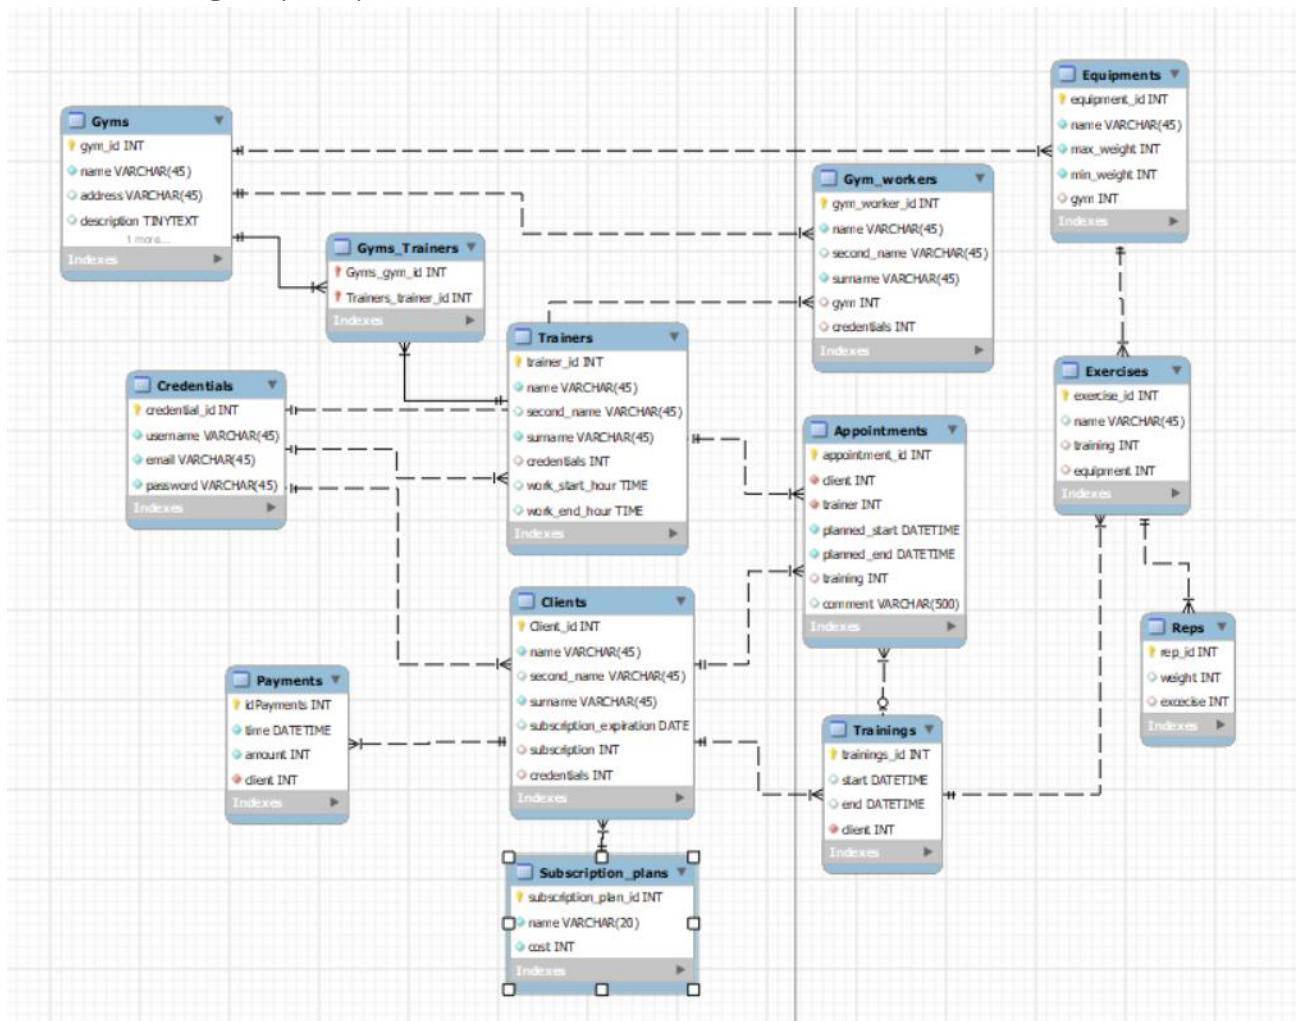 Gyms
gym_id INT
name VARCHAR(45)
address VARCHAR(45)
description TINYTEXT
1 more...
Indexes
Gyms_Trainers
Gyms_gym_id INT
Trainers_trainer_id INT
Indexes
Equipments
equipment_id INT
name VARCHAR(45)
max_weight INT
min_weight INT
gym INT
Indexes
Gym_workers
gym_worker_id INT
name VARCHAR(45)
second_name VARCHAR(45)
surname VARCHAR(45)
gym INT
credentials INT
Indexes
Trainers
trainer_id INT
name VARCHAR(45)
second_name VARCHAR(45)
surname VARCHAR(45)
credentials INT
work_start_hour TIME
work_end_hour TIME
Indexes
Credentials
credential_id INT
username VARCHAR(45)
email VARCHAR(45)
password VARCHAR(45)
Indexes
Exercises
exercise_id INT
name VARCHAR(45)
training INT
equipment INT
Indexes
Appointments
appointment_id INT
client INT
trainer INT
planned_start DATETIME
planned_end DATETIME
training INT
comment VARCHAR(500)
Indexes
Clients
Client_id INT
name VARCHAR(45)
second_name VARCHAR(45)
surname VARCHAR(45)
subscription_expiration DATE
subscription INT
credentials INT
Indexes
Reps
rep_id INT
weight INT
excecise INT
Indexes
Payments
idPayments INT
time DATETIME
amount INT
client INT
Indexes
Trainings
trainings_id INT
start DATETIME
end DATETIME
client INT
Indexes
Subscription_plans
subscription_plan_id INT
name VARCHAR(20)
cost INT
Indexes